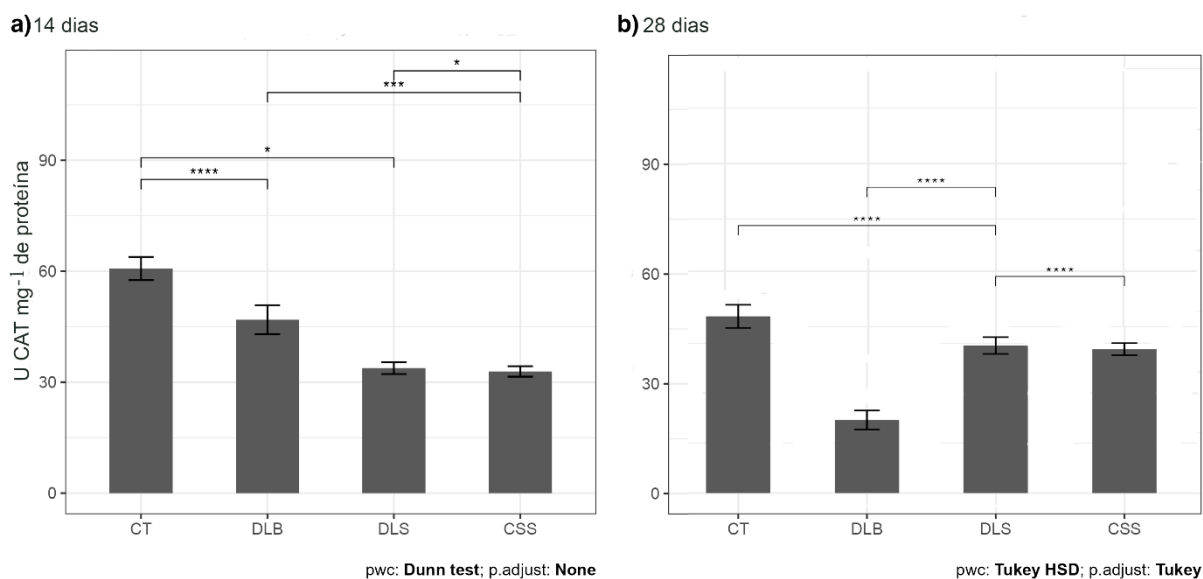 a) 14 dias
U CAT mg⁻¹ de proteína
90
60
30
0
*
***
*
****
CT DLB DLS CSS
pwc: Dunn test; p.adjust: None
b) 28 dias
90
60
30
0
****
****
****
CT DLB DLS CSS
pwc: Tukey HSD; p.adjust: Tukey